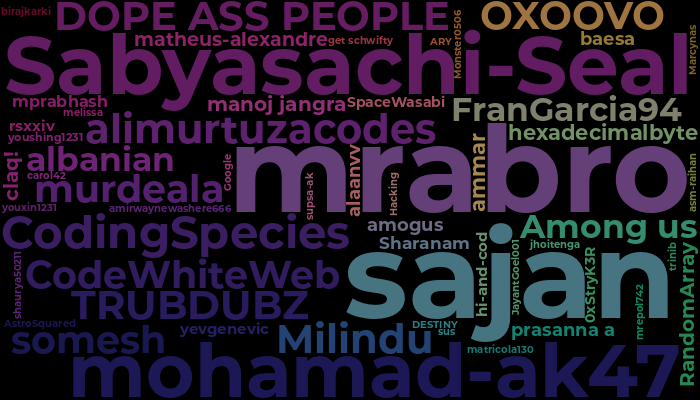 birajkarki
DOPE ASS PEOPLE
OXOOVO
matheus-alexandre
get schwifty
ARY
Monster0506
baesa
Marcynas
Sabyasachi-Seal
mprabhash
melissa
manoj jangra
SpaceWasabi
FranGarcia94
rsxxiv
youshing1231
alimurtuzacodes
hexadecimalbyte
claq!
albanian
carol42
Google
mrabro
supsa-ak
alaanvv
Hacking
ammar
asm-raihan
murdeala
youxin1231
amirwaynewashere666
CodingSpecies
amogus
Sharanam
Among us
jhoitenga
shaurya50211
CodeWhiteWeb
sajan
hi-and-cod
JayantGoel001
0xStryK3R
trinib
RandomArray
TRUBDUBZ
mrepol742
AstroSquared
somesh
yevgenevic
Milindu
DESTINY
sus
prasanna a
matricola130
mohamad-ak47